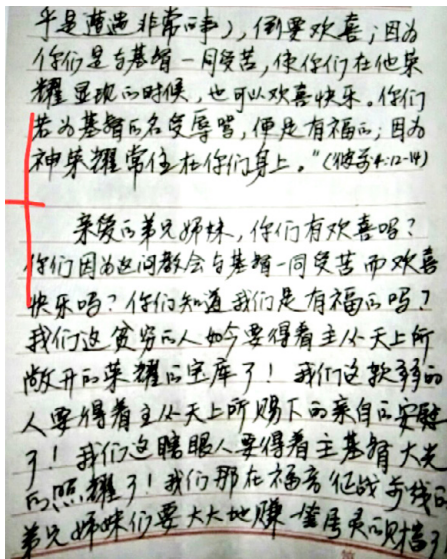 乎是遭遇非常的事），倒要欢喜；因为
你们是与基督一同受苦，使你们在他荣
耀显现的时候，也可以欢喜快乐。你们
若为基督的名受辱骂，便是有福的；因为
神荣耀常住在你们身上。”（彼前4:12-14）
亲爱的弟兄姊妹，你们有欢喜吗？
你们因为返问教会与基督一同受苦而欢喜
快乐吗？你们知道我们是有福的吗？
我们这贫穷的人如今要得着主从天上所
敞开的荣耀的宝库了！我们这软弱的
人要得着主从天上所赐下的亲自的安慰
了！我们这瞎眼人要得着主基督大光
的照耀了！我们那在福音征战前线的
弟兄姊妹们要大大地赚一些属灵的财